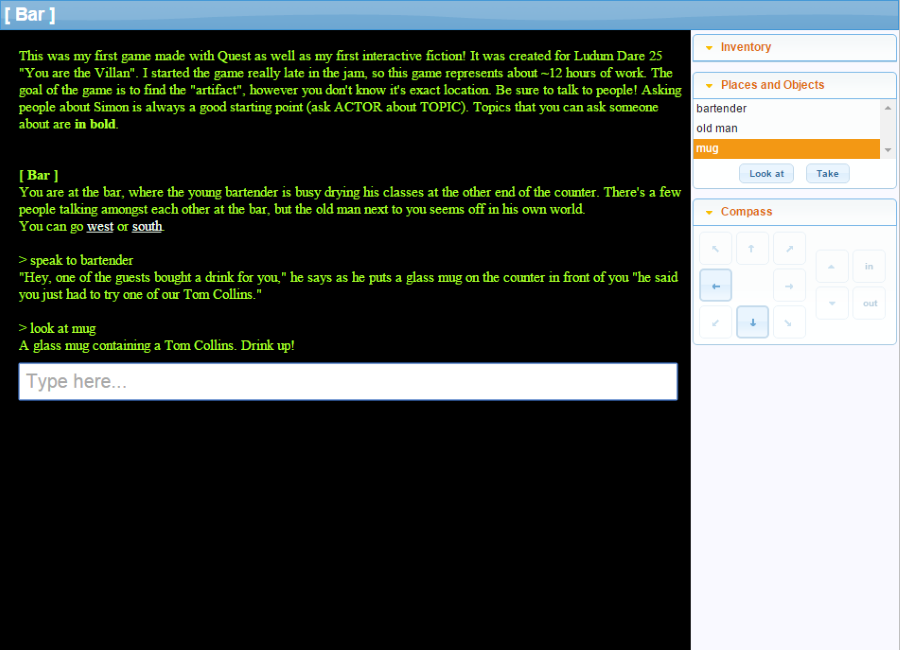 [ Bar ]
This was my first game made with Quest as well as my first interactive fiction! It was created for Ludum Dare 25
"You are the Villan". I started the game really late in the jam, so this game represents about ~12 hours of work. The
goal of the game is to find the "artifact", however you don't know it's exact location. Be sure to talk to people! Asking
people about Simon is always a good starting point (ask ACTOR about TOPIC). Topics that you can ask someone
about are in bold.
[ Bar ]
You are at the bar, where the young bartender is busy drying his classes at the other end of the counter. There's a few
people talking amongst each other at the bar, but the old man next to you seems off in his own world.
You can go west or south.
> speak to bartender
"Hey, one of the guests bought a drink for you," he says as he puts a glass mug on the counter in front of you "he said
you just had to try one of our Tom Collins."
> look at mug
A glass mug containing a Tom Collins. Drink up!
Type here...
Inventory
Places and Objects
bartender
old man
mug
Look at Take
Compass
in
out